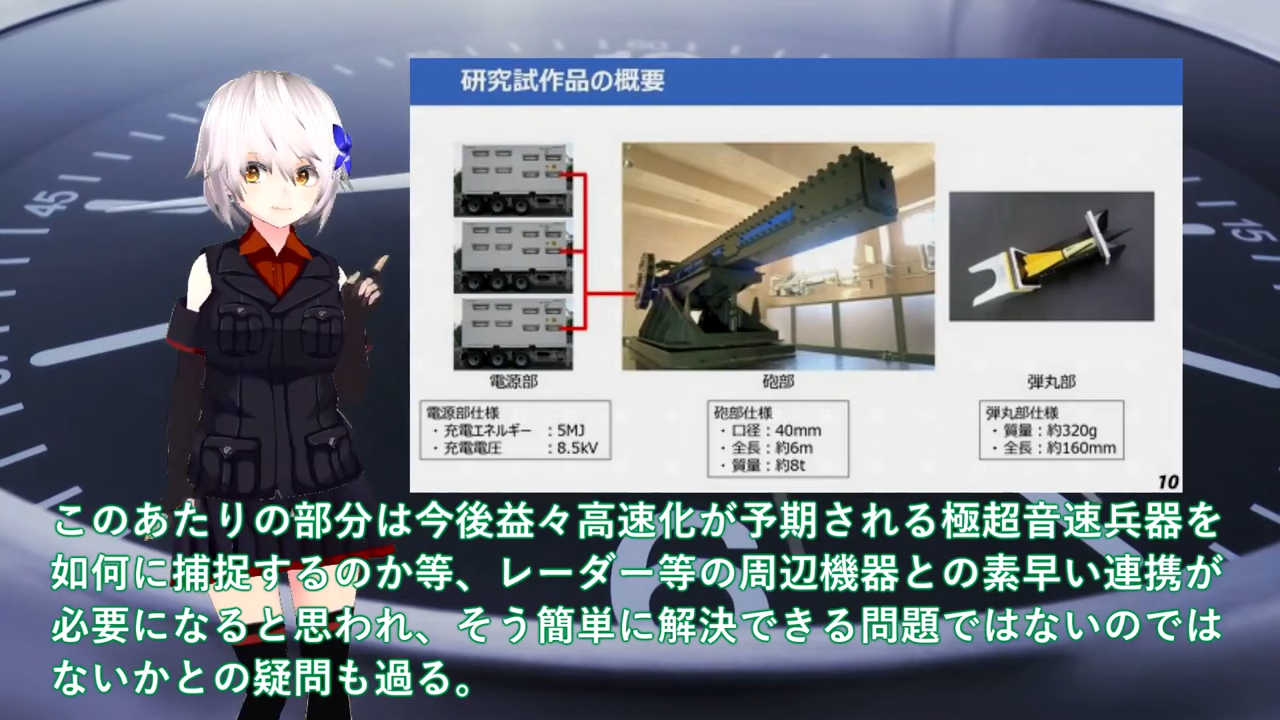 研究試作品の概要
電源部
砲部
弾丸部
電源部仕様
・充電エネルギー ：5MJ
・充電電圧 ：8.5kV
砲部仕様
・口径：40mm
・全長：約6m
・質量：約8t
弾丸部仕様
・質量：約320g
・全長：約160mm
10
45
15
このあたりの部分は今後益々高速化が予期される極超音速兵器を
如何に捕捉するのか等、レーダー等の周辺機器との素早い連携が
必要になると思われ、そう簡単に解決できる問題ではないのでは
ないかとの疑問も過る。